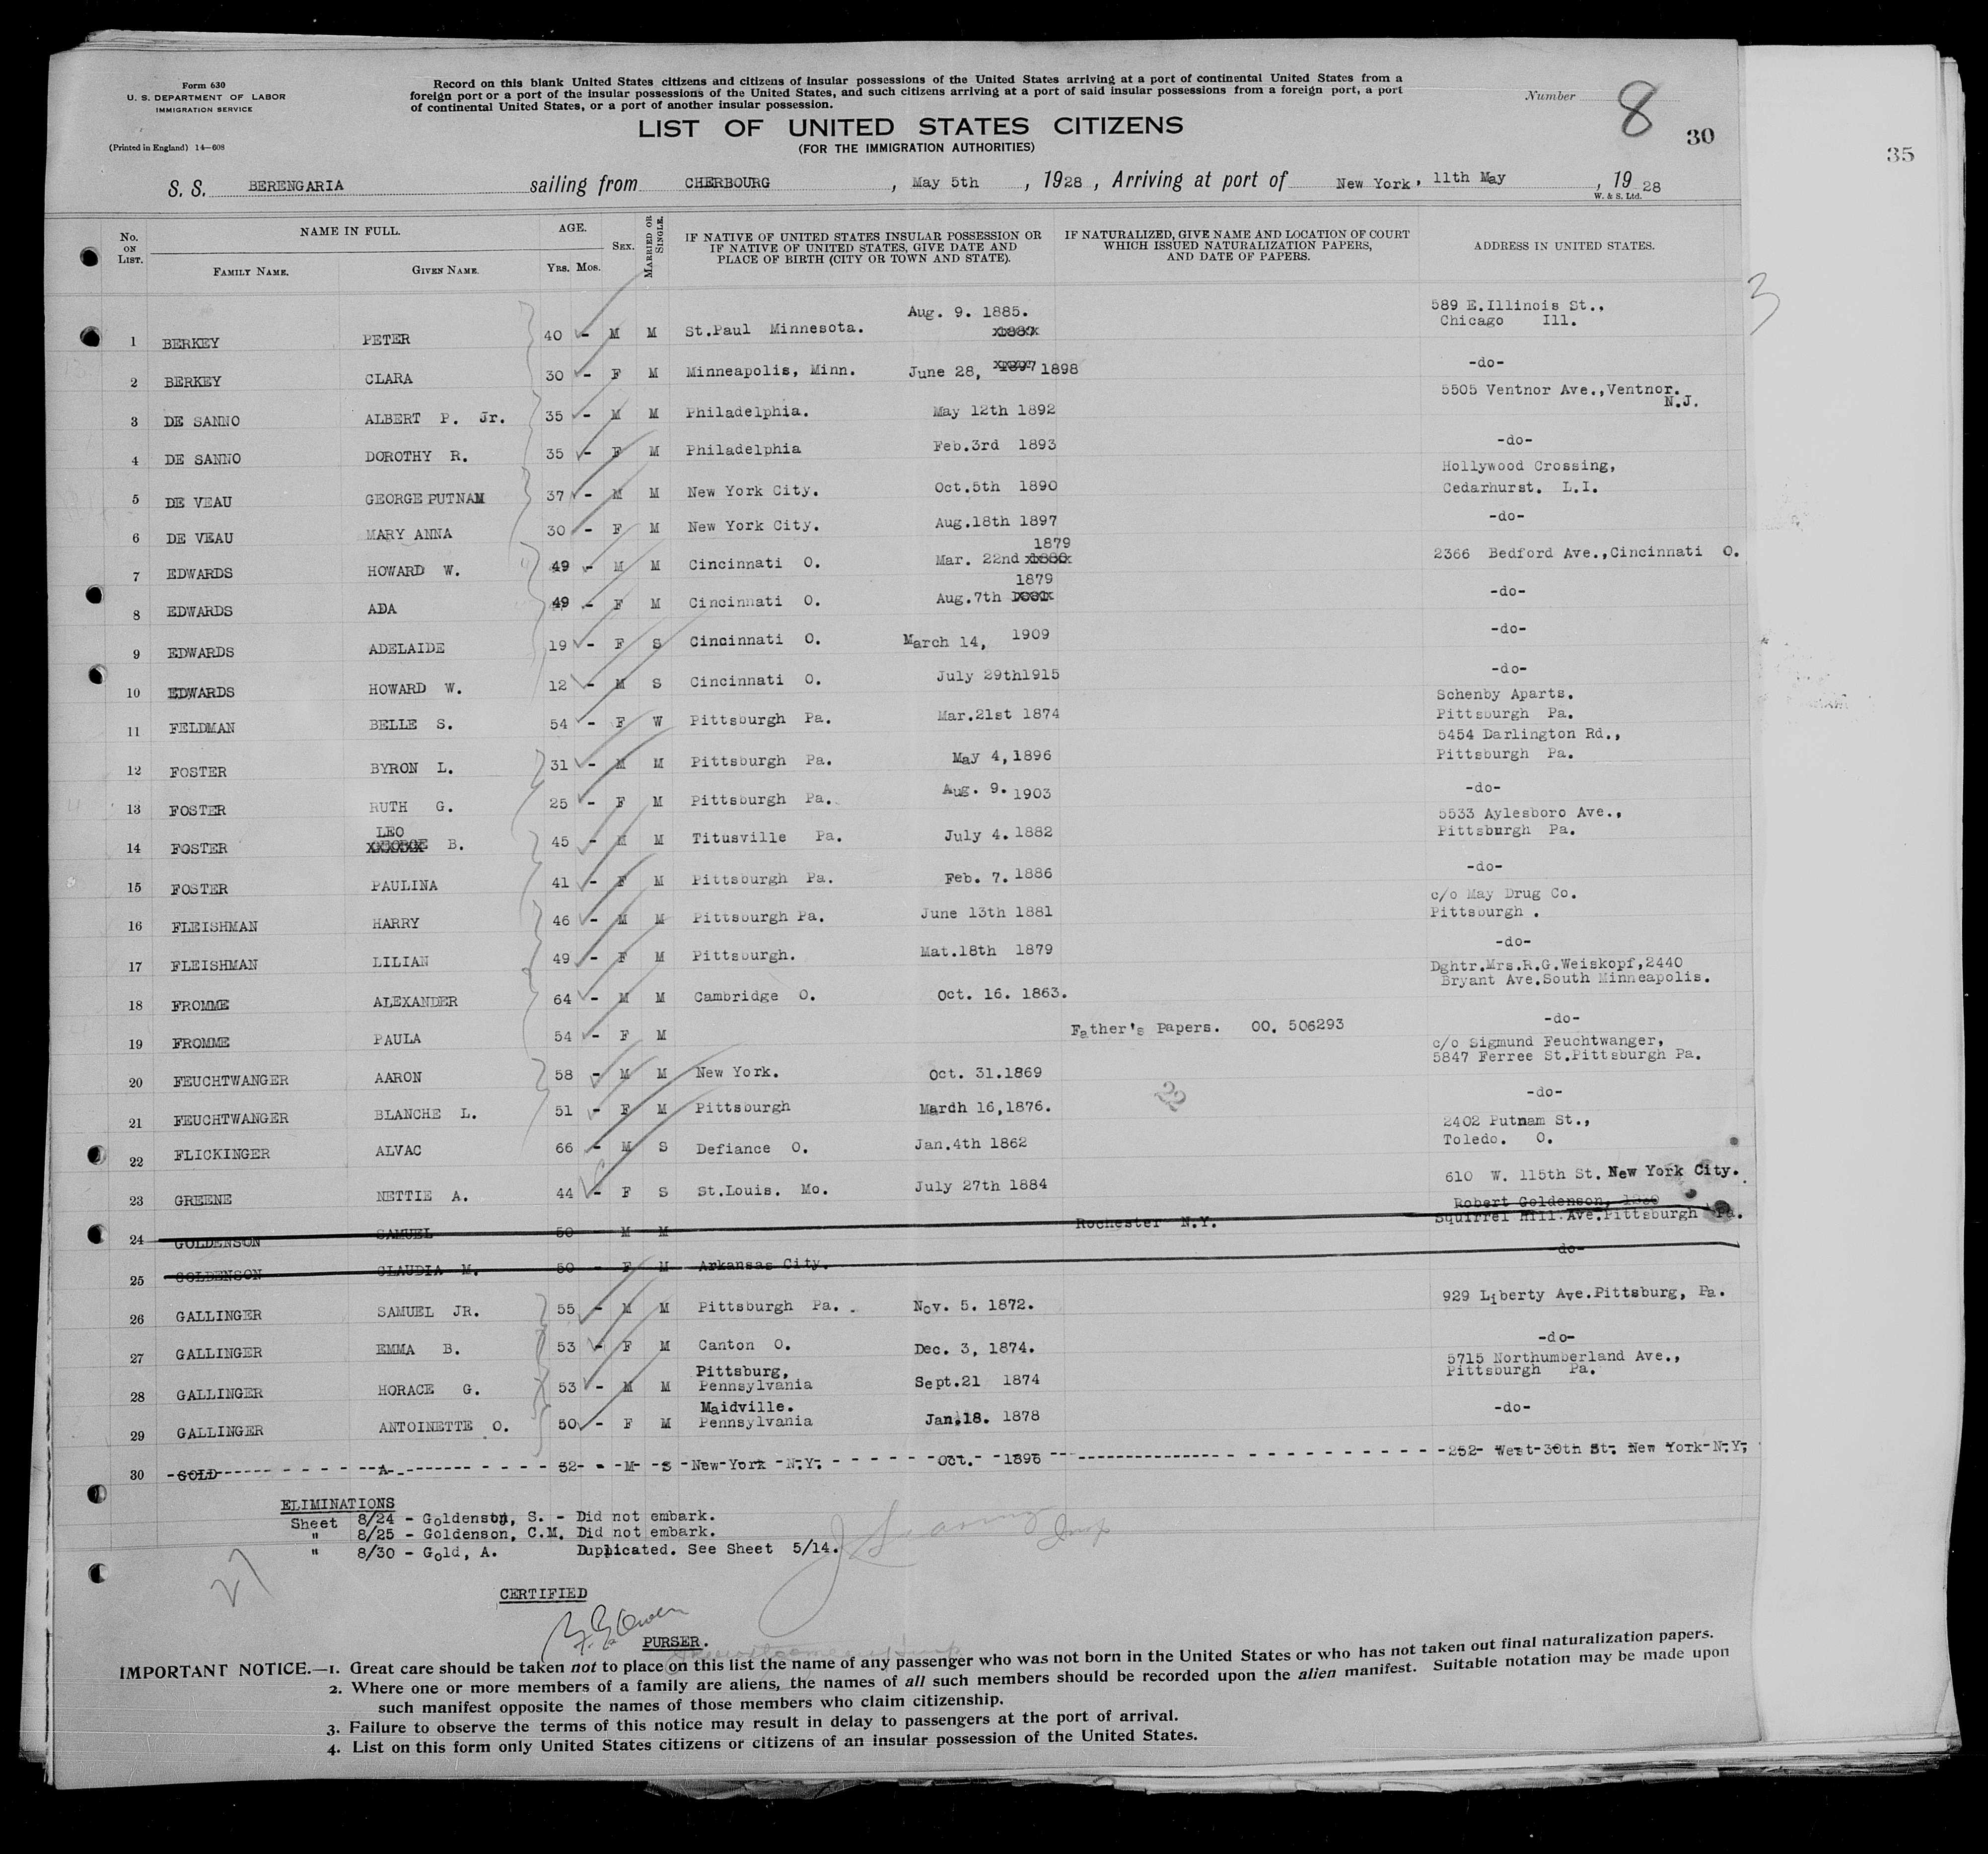 Form 630
U. S. DEPARTMENT OF LABOR
IMMIGRATION SERVICE
(Printed in England) 14—608
Record on this blank United States citizens and citizens of insular possessions of the United States arriving at a port of continental United States from a
foreign port or a port of the insular possessions of the United States, and such citizens arriving at a port of said insular possessions from a foreign port, a port
of continental United States, or a port of another insular possession.
Number 8
30
35
LIST OF UNITED STATES CITIZENS
(FOR THE IMMIGRATION AUTHORITIES)
S. S. BERENGARIA sailing from CHERBOURG, May 5th, 1928, Arriving at port of New York, 11th May, 1928
W. & S. Ltd.
No. ON LIST. NAME IN FULL. FAMILY NAME. GIVEN NAME. AGE. Yrs. Mos. SEX. MARRIED OR SINGLE. IF NATIVE OF UNITED STATES INSULAR POSSESSION OR IF NATIVE OF UNITED STATES, GIVE DATE AND PLACE OF BIRTH (CITY OR TOWN AND STATE). IF NATURALIZED, GIVE NAME AND LOCATION OF COURT WHICH ISSUED NATURALIZATION PAPERS, AND DATE OF PAPERS. ADDRESS IN UNITED STATES.
3
1 BERKEY PETER 40 - M M St.Paul Minnesota. Aug. 9. 1885. 589 E.Illinois St., Chicago Ill.
2 BERKEY CLARA 30 - F M Minneapolis, Minn. June 28, 1897 1898 -do-
3 DE SANNO ALBERT P. Jr. 35 - M M Philadelphia. May 12th 1892 5505 Ventnor Ave.,Ventnor. N.J.
4 DE SANNO DOROTHY R. 35 - F M Philadelphia Feb.3rd 1893 -do-
5 DE VEAU GEORGE PUTNAM 37 - M M New York City. Oct.5th 1890 Hollywood Crossing, Cedarhurst. L.I.
6 DE VEAU MARY ANNA 30 - F M New York City. Aug.18th 1897 -do-
7 EDWARDS HOWARD W. 49 - M M Cincinnati O. Mar. 22nd 1880 1879 2366 Bedford Ave.,Cincinnati O.
8 EDWARDS ADA 49 - F M Cincinnati O. Aug.7th 1879 -do-
9 EDWARDS ADELAIDE 19 - F S Cincinnati O. March 14, 1909 -do-
10 EDWARDS HOWARD W. 12 - M S Cincinnati O. July 29th1915 -do-
11 FELDMAN BELLE S. 54 - F W Pittsburgh Pa. Mar.21st 1874 Schenby Aparts. Pittsburgh Pa.
12 FOSTER BYRON L. 31 - M M Pittsburgh Pa. May 4,1896 5454 Darlington Rd., Pittsburgh Pa.
13 FOSTER RUTH G. 25 - F M Pittsburgh Pa. Aug. 9. 1903 -do-
14 FOSTER LEO GEORGE B. 45 - M M Titusville Pa. July 4. 1882 5533 Aylesboro Ave., Pittsburgh Pa.
15 FOSTER PAULINA 41 - F M Pittsburgh Pa. Feb. 7. 1886 -do-
16 FLEISHMAN HARRY 46 - M M Pittsburgh Pa. June 13th 1881 c/o May Drug Co. Pittsburgh .
17 FLEISHMAN LILIAN 49 - F M Pittsburgh. Mat.18th 1879 -do-
18 FROMME ALEXANDER 64 - M M Cambridge O. Oct. 16. 1863. Dghtr.Mrs.R.G.Weiskopf,2440 Bryant Ave.South Minneapolis.
19 FROMME PAULA 54 - F M Father's Papers. OO. 506293 -do-
20 FEUCHTWANGER AARON 58 - M M New York. Oct. 31.1869 c/o Sigmund Feuchtwanger, 5847 Ferree St.Pittsburgh Pa.
21 FEUCHTWANGER BLANCHE L. 51 - F M Pittsburgh Mardh 16,1876. -do-
22
22 FLICKINGER ALVAC 66 - M S Defiance O. Jan.4th 1862 2402 Putnam St., Toledo. O.
23 GREENE NETTIE A. 44 - F S St.Louis. Mo. July 27th 1884 610 W. 115th St. New York City.
24 GOLDENSON SAMUEL 50 - M M Rochester N.Y. Robert Goldenson, Squirrel Hill Ave.Pittsburgh Pa.
25 GOLDENSON CLAUDIA M. 50 - F M Arkansas City. -do-
26 GALLINGER SAMUEL JR. 55 - M M Pittsburgh Pa. Nov. 5. 1872. 929 Liberty Ave.Pittsburg, Pa.
27 GALLINGER EMMA B. 53 - F M Canton O. Dec. 3, 1874. -do-
28 GALLINGER HORACE G. 53 - M M Pittsburg, Pennsylvania Sept.21 1874 5715 Northumberland Ave., Pittsburgh Pa.
29 GALLINGER ANTOINETTE O. 50 - F M Maidville. Pennsylvania Jan.18. 1878 -do-
30 GOLD A. 32 - M S New York N.Y. Oct. 1895 252 West 30th St. New York N.Y.
ELIMINATIONS
Sheet 8/24 - Goldenson, S. - Did not embark.
" 8/25 - Goldenson, C.M. Did not embark.
" 8/30 - Gold, A. Duplicated. See Sheet 5/14.
27
CERTIFIED
PURSER.
IMPORTANT NOTICE.—1. Great care should be taken not to place on this list the name of any passenger who was not born in the United States or who has not taken out final naturalization papers.
2. Where one or more members of a family are aliens, the names of all such members should be recorded upon the alien manifest. Suitable notation may be made upon
such manifest opposite the names of those members who claim citizenship.
3. Failure to observe the terms of this notice may result in delay to passengers at the port of arrival.
4. List on this form only United States citizens or citizens of an insular possession of the United States.